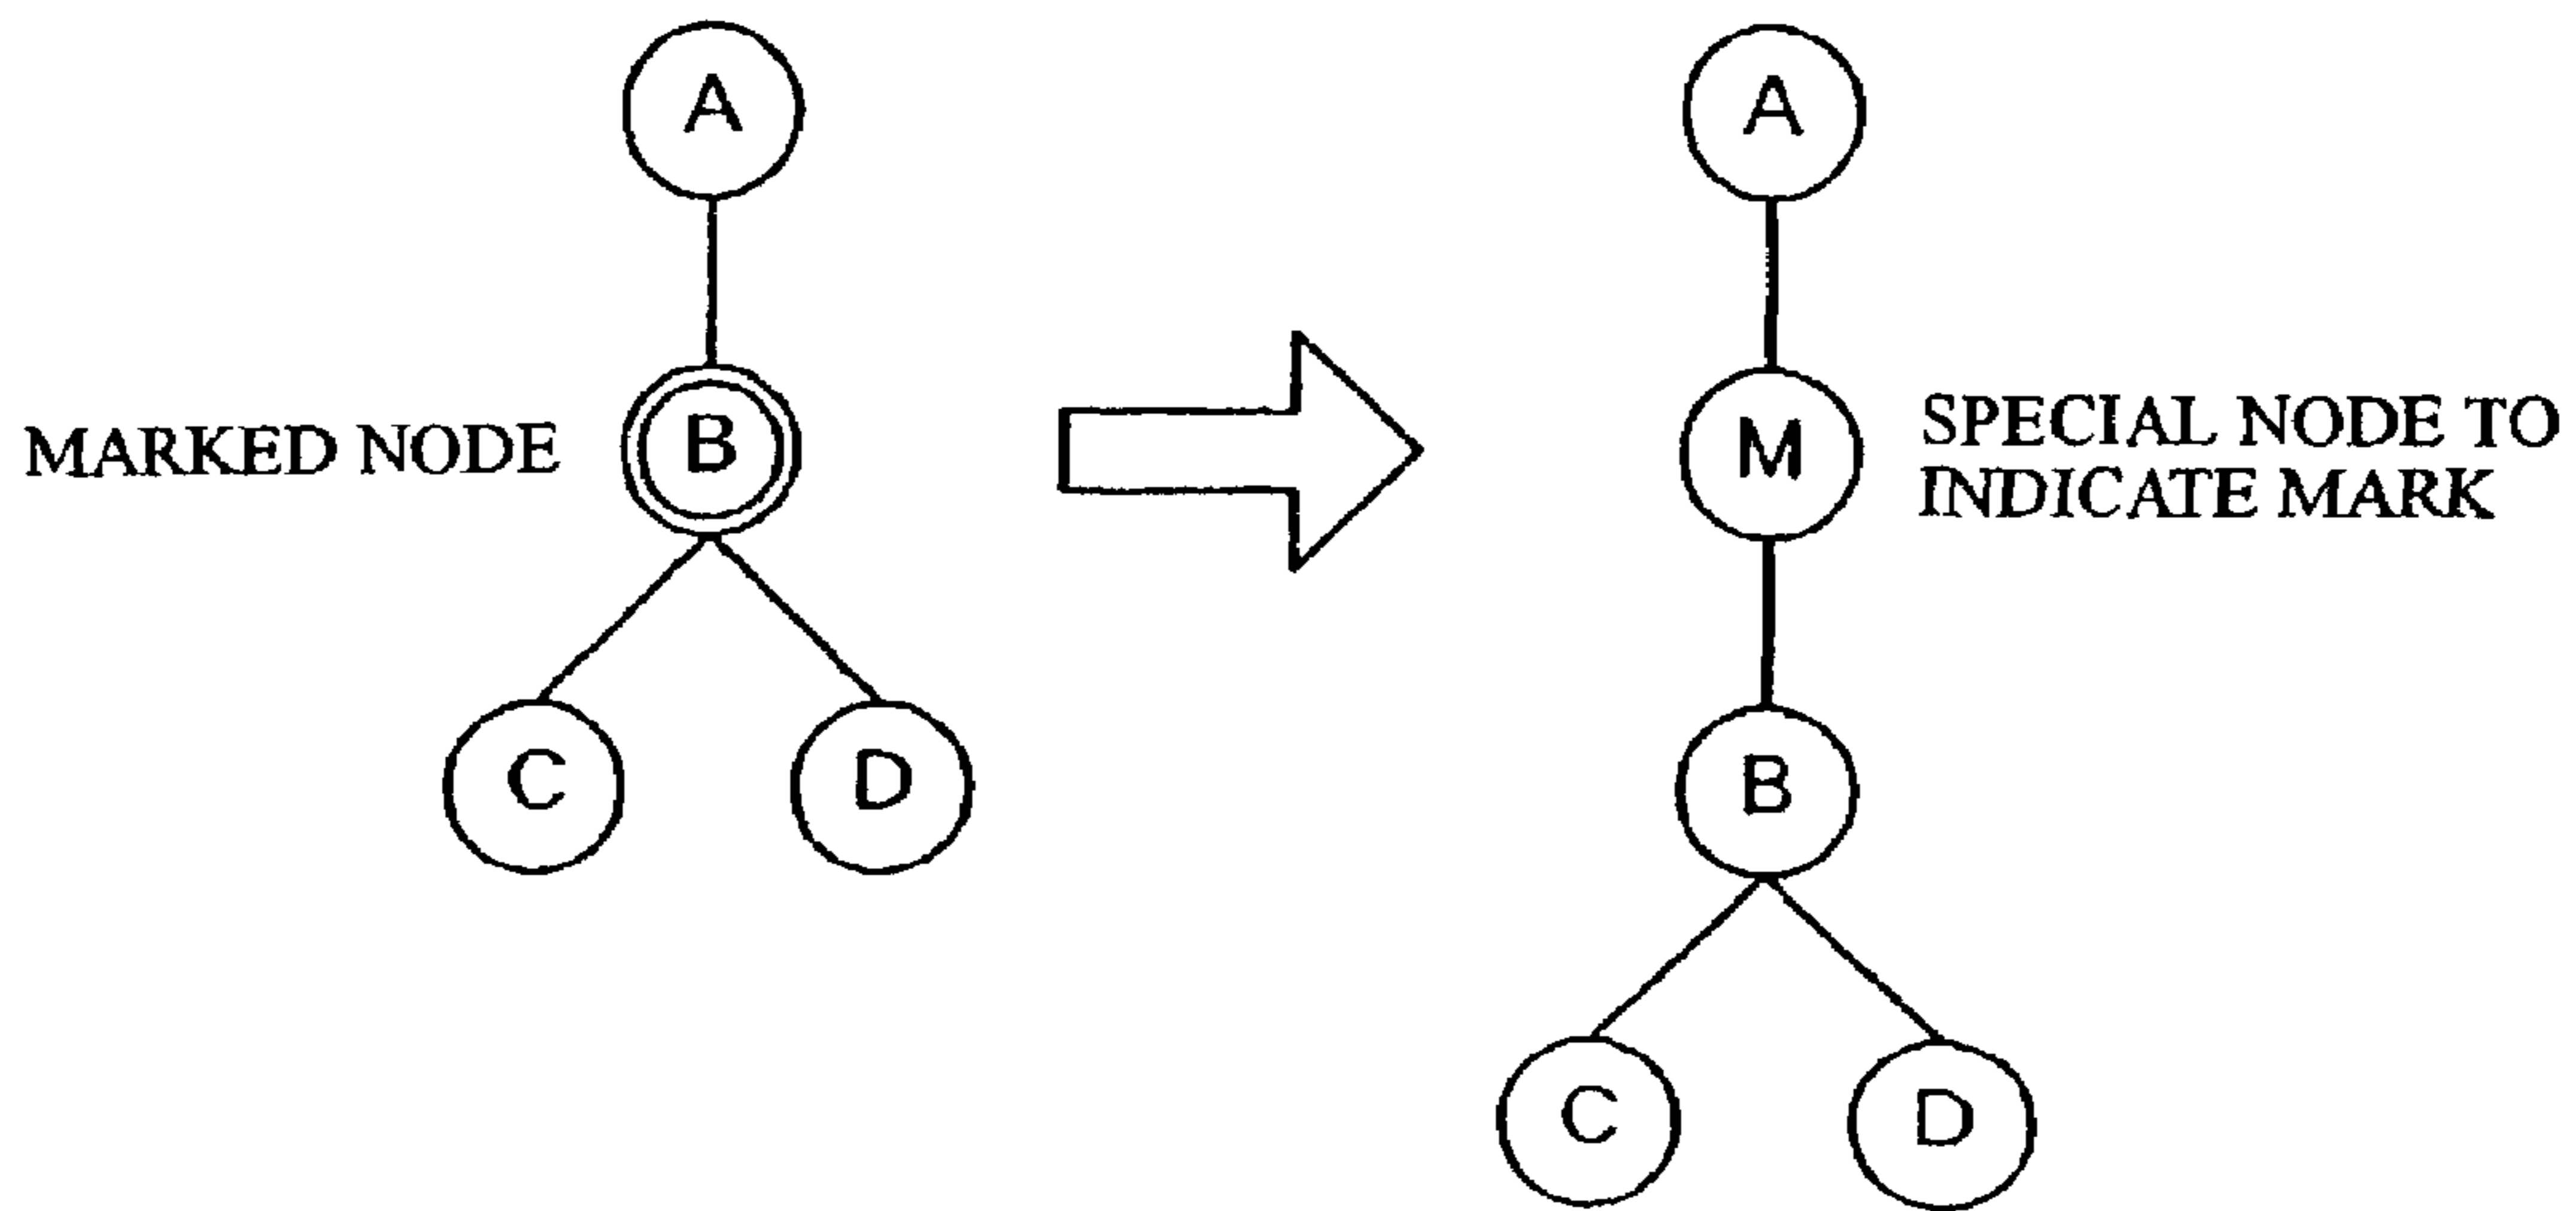 A
MARKED NODE
B
C
D
A
M
SPECIAL NODE TO
INDICATE MARK
B
C
D